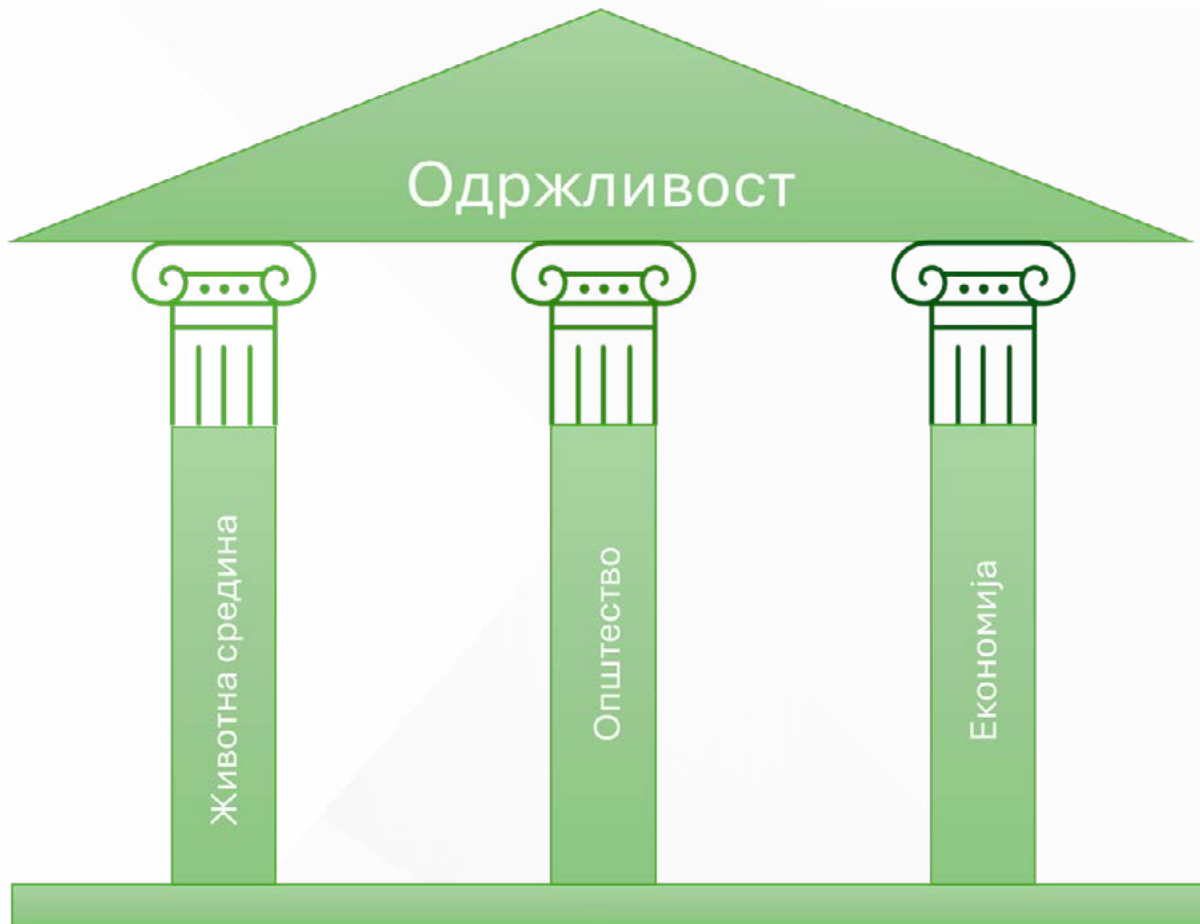 Одржливост
Животна средина
Општество
Економија